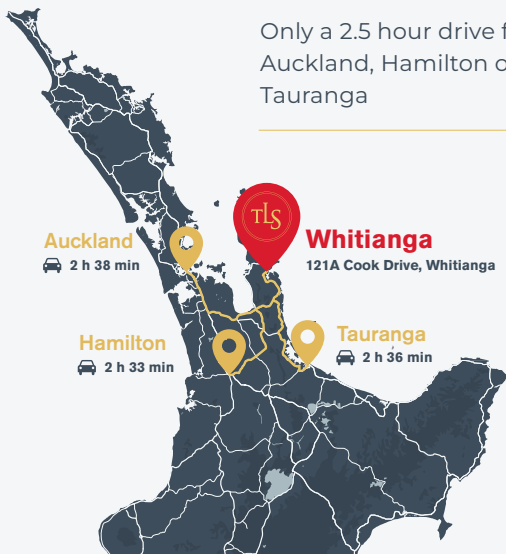 Only a 2.5 hour drive
Auckland, Hamilton
Tauranga
TLS
Whitianga
121A Cook Drive, Whitianga
Auckland
2 h 38 min
Hamilton
2 h 33 min
Tauranga
2 h 36 min